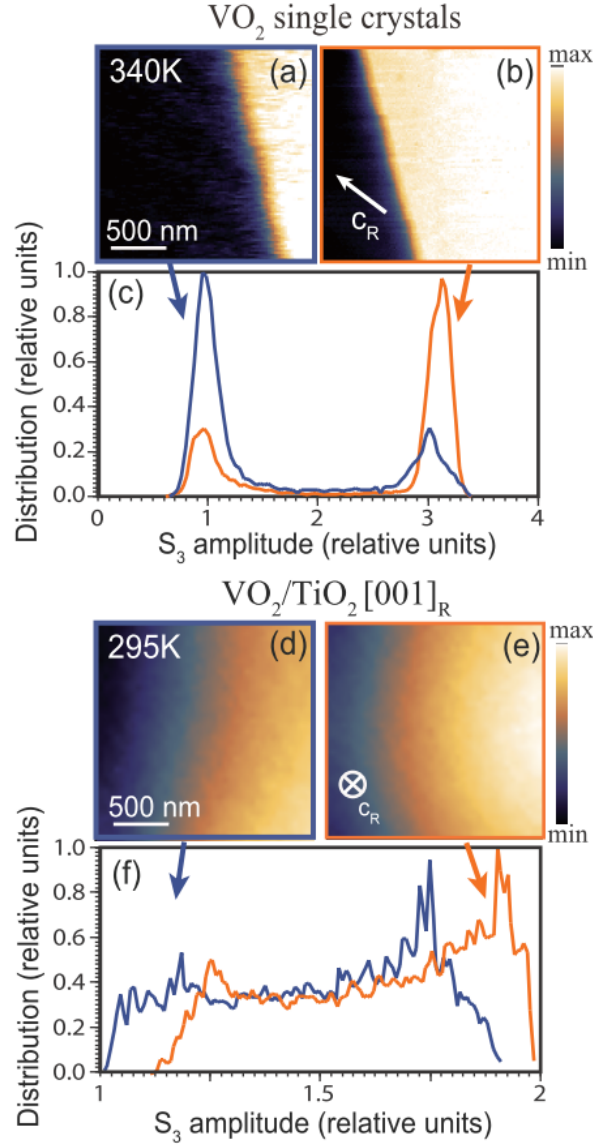 VO₂ single crystals
340K (a) (b) max
c_R
500 nm min
(c)
Distribution (relative units)
1.0
0.8
0.6
0.4
0.2
0.0
0 1 2 3 4
S₃ amplitude (relative units)
VO₂/TiO₂ [001]_R
295K (d) (e) max
500 nm c_R min
(f)
Distribution (relative units)
1.0
0.8
0.6
0.4
0.2
0.0
1 1.5 2
S₃ amplitude (relative units)